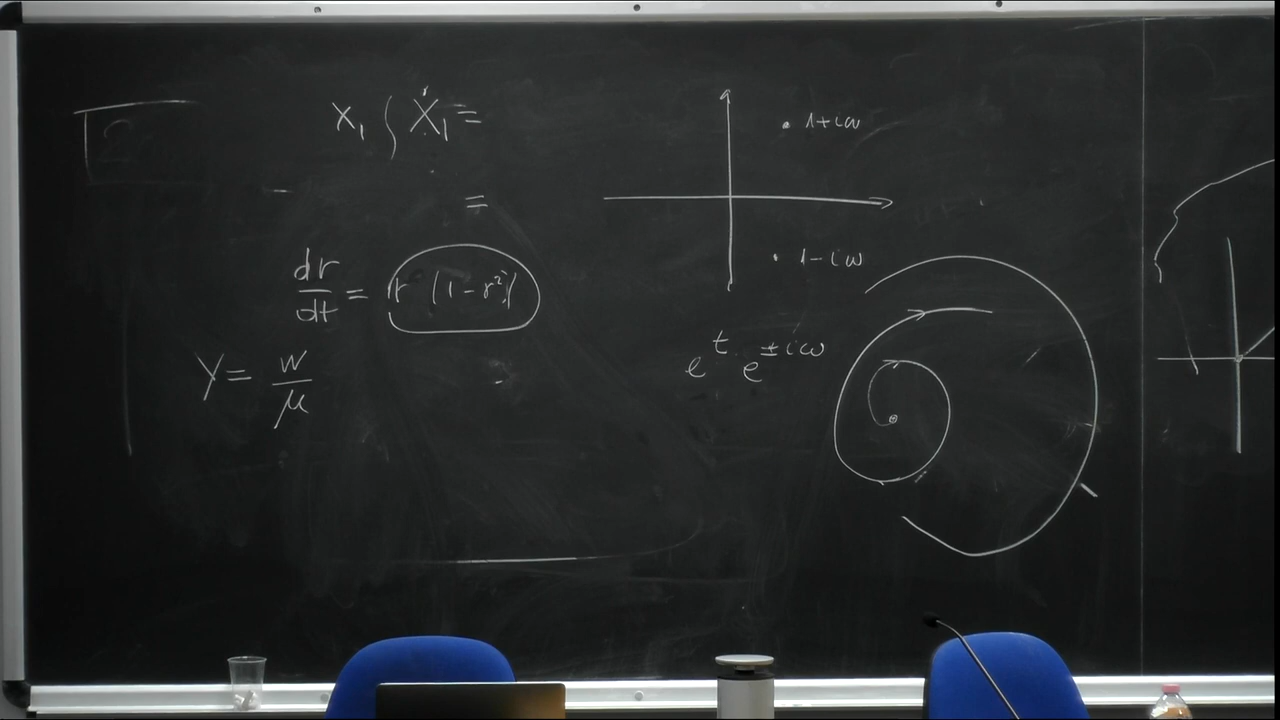 X₁ ⎰ Ẋ₁ =
=
dr/dt = r (1 - r²)
Y = w/μ
1+iω
1-iω
e^t e^±iω